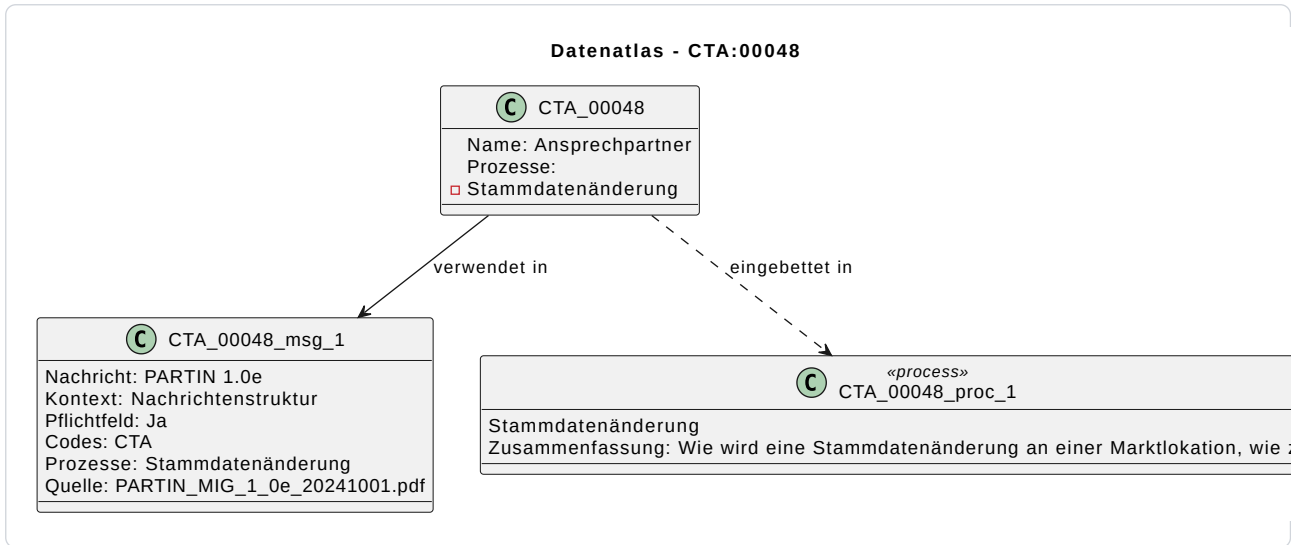 Datenatlas - CTA:00048
C CTA_00048
Name: Ansprechpartner
Prozesse:
Stammdatenänderung
verwendet in
eingebettet in
C CTA_00048_msg_1
Nachricht: PARTIN 1.0e
Kontext: Nachrichtenstruktur
Pflichtfeld: Ja
Codes: CTA
Prozesse: Stammdatenänderung
Quelle: PARTIN_MIG_1_0e_20241001.pdf
«process»
C CTA_00048_proc_1
Stammdatenänderung
Zusammenfassung: Wie wird eine Stammdatenänderung an einer Marktlokation, wie